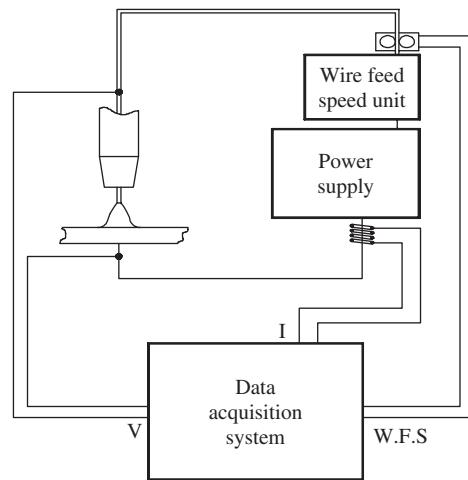 Wire feed
speed unit
Power
supply
I
Data
acquisition
system
V
W.F.S